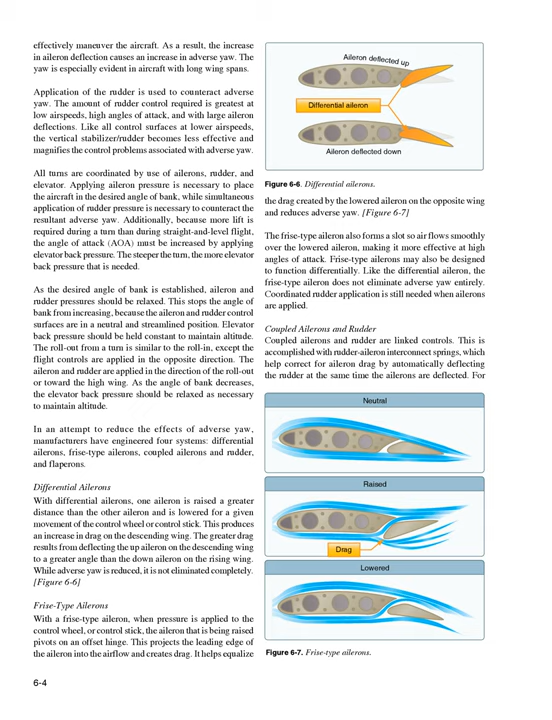 effectively maneuver the aircraft. As a result, the increase
in aileron deflection causes an increase in adverse yaw. The
yaw is especially evident in aircraft with long wing spans.
Application of the rudder is used to counteract adverse
yaw. The amount of rudder control required is greatest at
low airspeeds, high angles of attack, and with large aileron
deflections. Like all control surfaces at lower airspeeds,
the vertical stabilizer/rudder becomes less effective and
magnifies the control problems associated with adverse yaw.
All turns are coordinated by use of ailerons, rudder, and
elevator. Applying aileron pressure is necessary to place
the aircraft in the desired angle of bank, while simultaneous
application of rudder pressure is necessary to counteract the
resultant adverse yaw. Additionally, because more lift is
required during a turn than during straight-and-level flight,
the angle of attack (AOA) must be increased by applying
elevator back pressure. The steeper the turn, the more elevator
back pressure that is needed.
As the desired angle of bank is established, aileron and
rudder pressures should be relaxed. This stops the angle of
bank from increasing, because the aileron and rudder control
surfaces are in a neutral and streamlined position. Elevator
back pressure should be held constant to maintain altitude.
The roll-out from a turn is similar to the roll-in, except the
flight controls are applied in the opposite direction. The
aileron and rudder are applied in the direction of the roll-out
or toward the high wing. As the angle of bank decreases,
the elevator back pressure should be relaxed as necessary
to maintain altitude.
In an attempt to reduce the effects of adverse yaw,
manufacturers have engineered four systems: differential
ailerons, frise-type ailerons, coupled ailerons and rudder,
and flaperons.
Differential Ailerons
With differential ailerons, one aileron is raised a greater
distance than the other aileron and is lowered for a given
movement of the control wheel or control stick. This produces
an increase in drag on the descending wing. The greater drag
results from deflecting the up aileron on the descending wing
to a greater angle than the down aileron on the rising wing.
While adverse yaw is reduced, it is not eliminated completely.
[Figure 6-6]
Frise-Type Ailerons
With a frise-type aileron, when pressure is applied to the
control wheel, or control stick, the aileron that is being raised
pivots on an offset hinge. This projects the leading edge of
the aileron into the airflow and creates drag. It helps equalize
Aileron deflected up
Differential aileron
Aileron deflected down
Figure 6-6. Differential ailerons.
the drag created by the lowered aileron on the opposite wing
and reduces adverse yaw. [Figure 6-7]
The frise-type aileron also forms a slot so air flows smoothly
over the lowered aileron, making it more effective at high
angles of attack. Frise-type ailerons may also be designed
to function differentially. Like the differential aileron, the
frise-type aileron does not eliminate adverse yaw entirely.
Coordinated rudder application is still needed when ailerons
are applied.
Coupled Ailerons and Rudder
Coupled ailerons and rudder are linked controls. This is
accomplished with rudder-aileron interconnect springs, which
help correct for aileron drag by automatically deflecting
the rudder at the same time the ailerons are deflected. For
Neutral
Raised
Drag
Lowered
Figure 6-7. Frise-type ailerons.
6-4